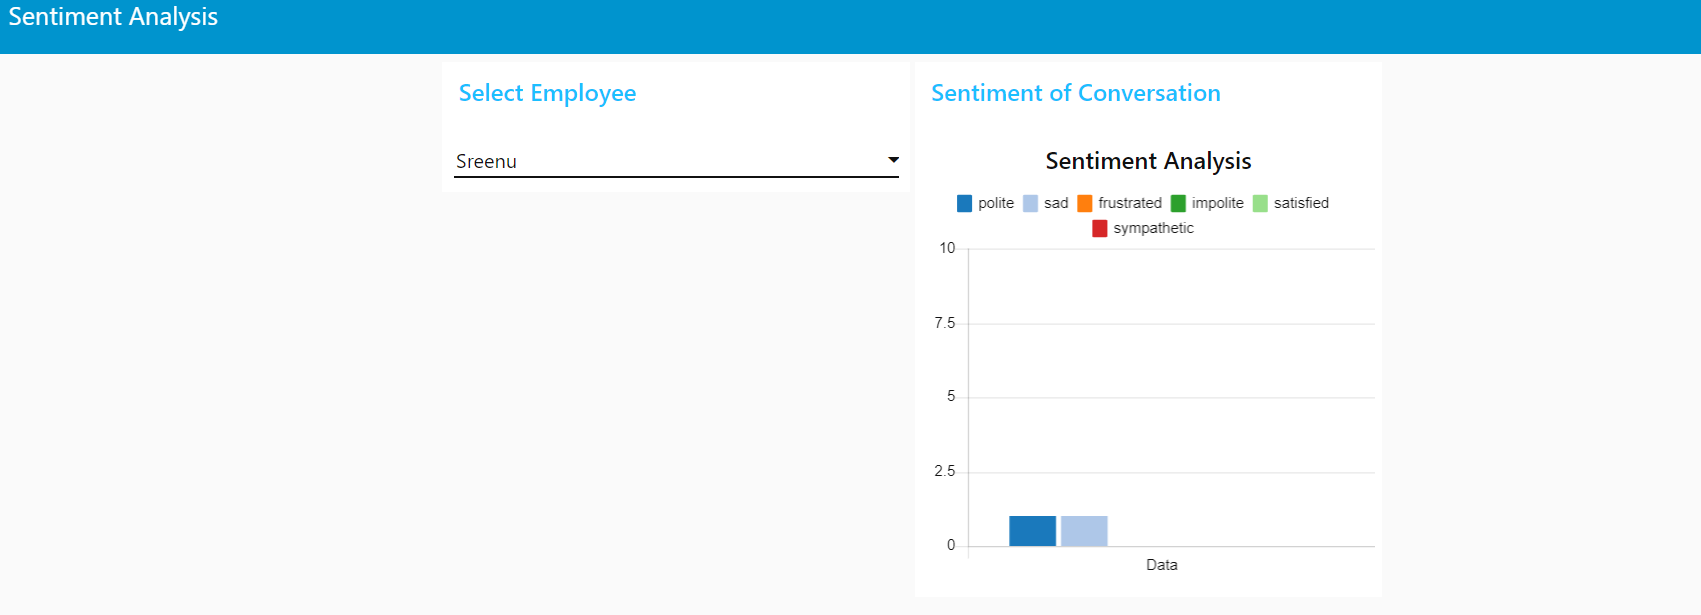 Sentiment Analysis
Select Employee
Sreenu
Sentiment of Conversation
Sentiment Analysis
polite sad frustrated impolite satisfied
sympathetic
10
7.5
5
2.5
0
Data